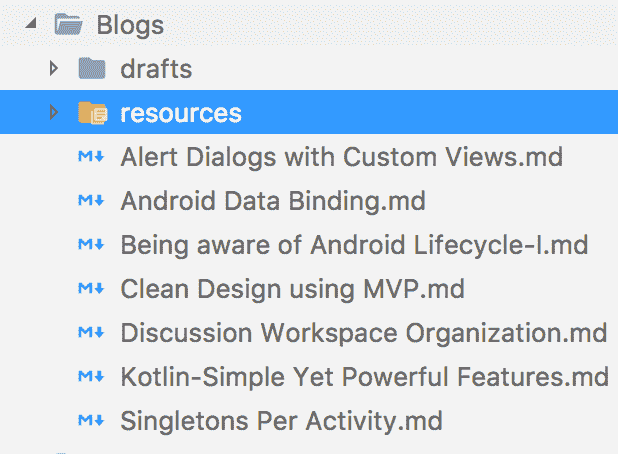 Blogs
drafts
resources
M↓ Alert Dialogs with Custom Views.md
M↓ Android Data Binding.md
M↓ Being aware of Android Lifecycle-I.md
M↓ Clean Design using MVP.md
M↓ Discussion Workspace Organization.md
M↓ Kotlin-Simple Yet Powerful Features.md
M↓ Singletons Per Activity.md